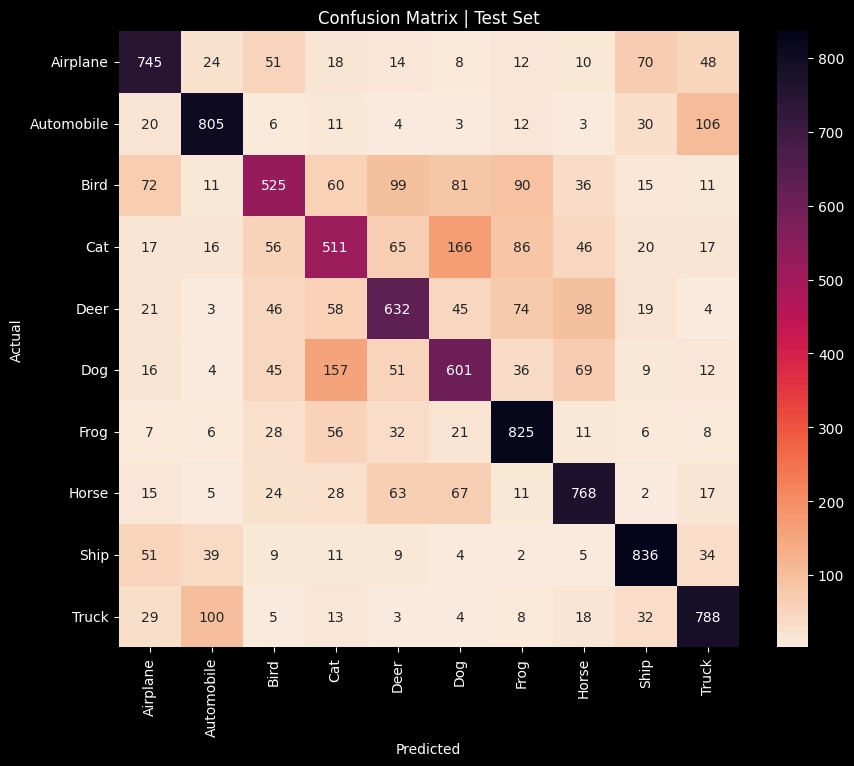 Confusion Matrix | Test Set
Airplane 745 24 51 18 14 8 12 10 70 48
Automobile 20 805 6 11 4 3 12 3 30 106
Bird 72 11 525 60 99 81 90 36 15 11
Cat 17 16 56 511 65 166 86 46 20 17
Deer 21 3 46 58 632 45 74 98 19 4
Dog 16 4 45 157 51 601 36 69 9 12
Frog 7 6 28 56 32 21 825 11 6 8
Horse 15 5 24 28 63 67 11 768 2 17
Ship 51 39 9 11 9 4 2 5 836 34
Truck 29 100 5 13 3 4 8 18 32 788
Actual
Airplane Automobile Bird Cat Deer Dog Frog Horse Ship Truck
Predicted
800
700
600
500
400
300
200
100